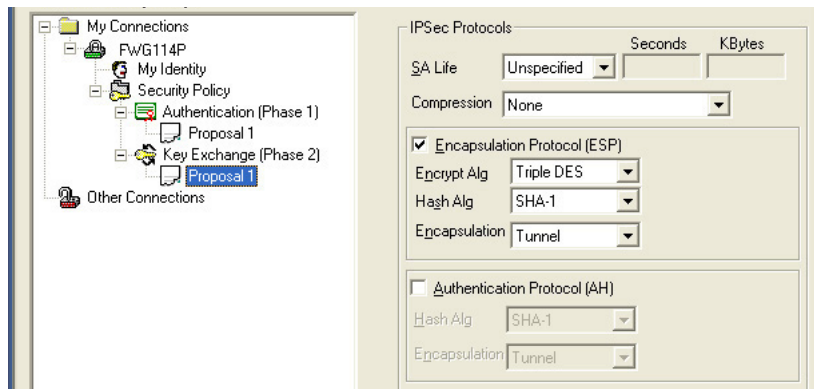 My Connections
FWG114P
My Identity
Security Policy
Authentication (Phase 1)
Proposal 1
Key Exchange (Phase 2)
Proposal 1
Other Connections
IPSec Protocols
Seconds KBytes
SA Life Unspecified
Compression None
Encapsulation Protocol (ESP)
Encrypt Alg Triple DES
Hash Alg SHA-1
Encapsulation Tunnel
Authentication Protocol (AH)
Hash Alg SHA-1
Encapsulation Tunnel